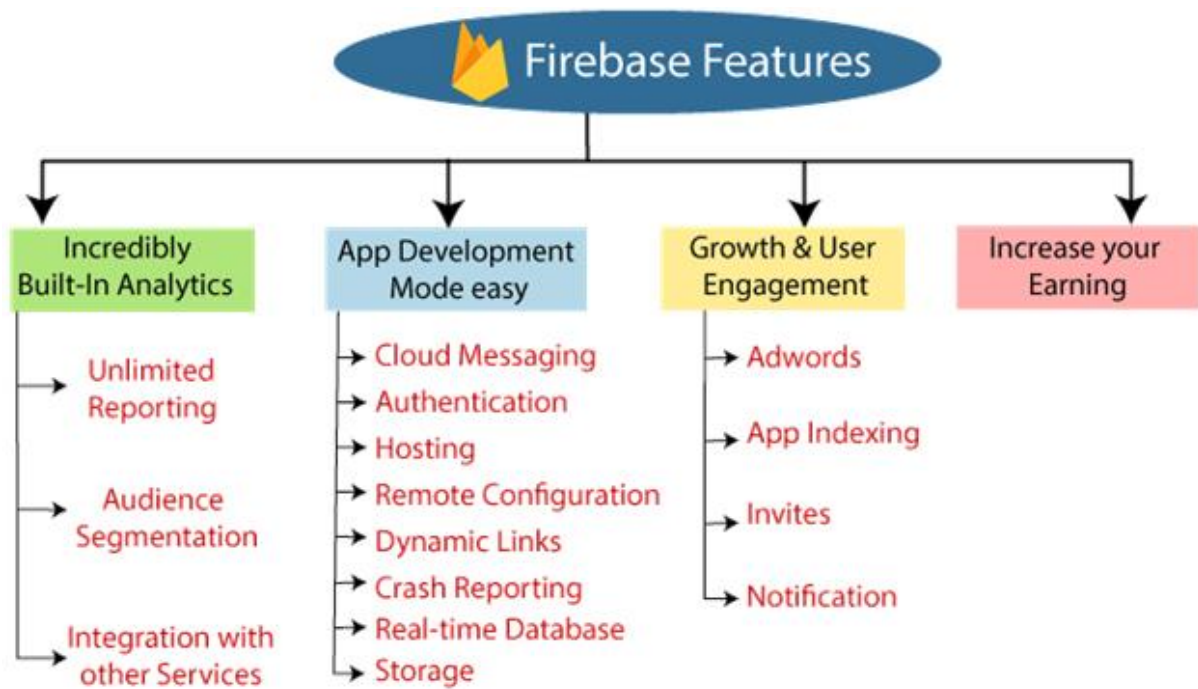 Firebase Features
Incredibly
Built-In Analytics
Unlimited
Reporting
Audience
Segmentation
Integration with
other Services
App Development
Mode easy
Cloud Messaging
Authentication
Hosting
Remote Configuration
Dynamic Links
Crash Reporting
Real-time Database
Storage
Growth & User
Engagement
Adwords
App Indexing
Invites
Notification
Increase your
Earning